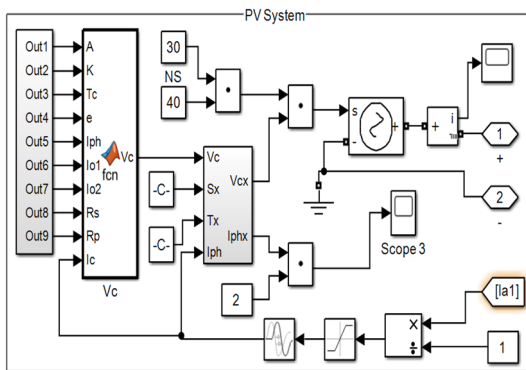 PV System
Out1
Out2
Out3
Out4
Out5
Out6
Out7
Out8
Out9
A
K
Tc
e
Iph
Io1
Io2
Rs
Rp
Ic
fcn
Vc
Vc
30
NS
40
-C-
-C-
Vc
Sx
Tx
Iph
Vcx
Iphx
2
s
-
+
+
i
1
+
2
-
Scope 3
[Ia1]
×
÷
1